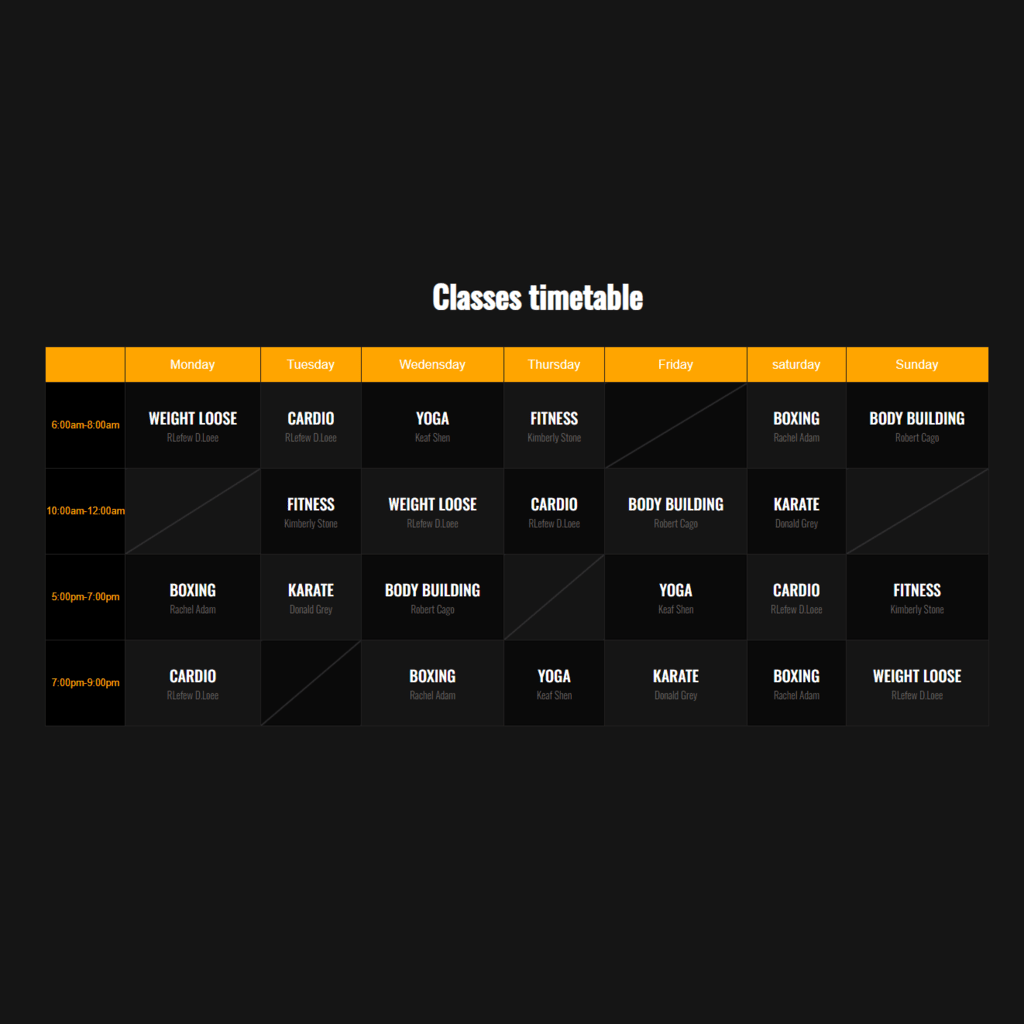 Classes timetable
Monday Tuesday Wedensday Thursday Friday saturday Sunday
6:00am-8:00am WEIGHT LOOSE CARDIO YOGA FITNESS BOXING BODY BUILDING
RLefew D.Loee RLefew D.Loee Keaf Shen Kimberly Stone Rachel Adam Robert Cago
10:00am-12:00am FITNESS WEIGHT LOOSE CARDIO BODY BUILDING KARATE
Kimberly Stone RLefew D.Loee RLefew D.Loee Robert Cago Donald Grey
5:00pm-7:00pm BOXING KARATE BODY BUILDING YOGA CARDIO FITNESS
Rachel Adam Donald Grey Robert Cago Keaf Shen RLefew D.Loee Kimberly Stone
7:00pm-9:00pm CARDIO BOXING YOGA KARATE BOXING WEIGHT LOOSE
RLefew D.Loee Rachel Adam Keaf Shen Donald Grey Rachel Adam RLefew D.Loee